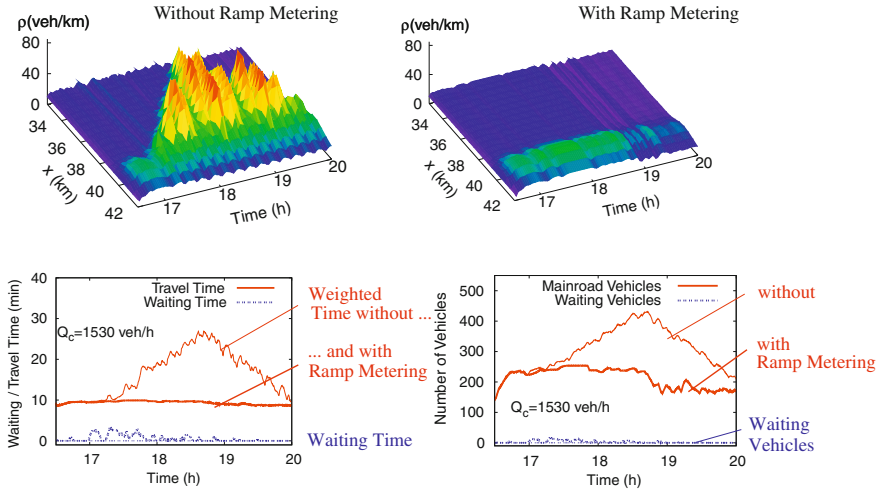 Without Ramp Metering
ρ(veh/km)
80
40
0
34
36
38
40
42
x (km)
17
18
19
20
Time (h)
With Ramp Metering
ρ(veh/km)
80
40
0
34
36
38
40
42
x (km)
17
18
19
20
Time (h)
Waiting / Travel Time (min)
40
30
20
10
0
Travel Time
Waiting Time
Q_c=1530 veh/h
17
18
19
20
Time (h)
Weighted
Time without ...
... and with
Ramp Metering
Waiting Time
Number of Vehicles
500
400
300
200
100
0
Mainroad Vehicles
Waiting Vehicles
Q_c=1530 veh/h
17
18
19
20
Time (h)
without
with
Ramp Metering
Waiting
Vehicles